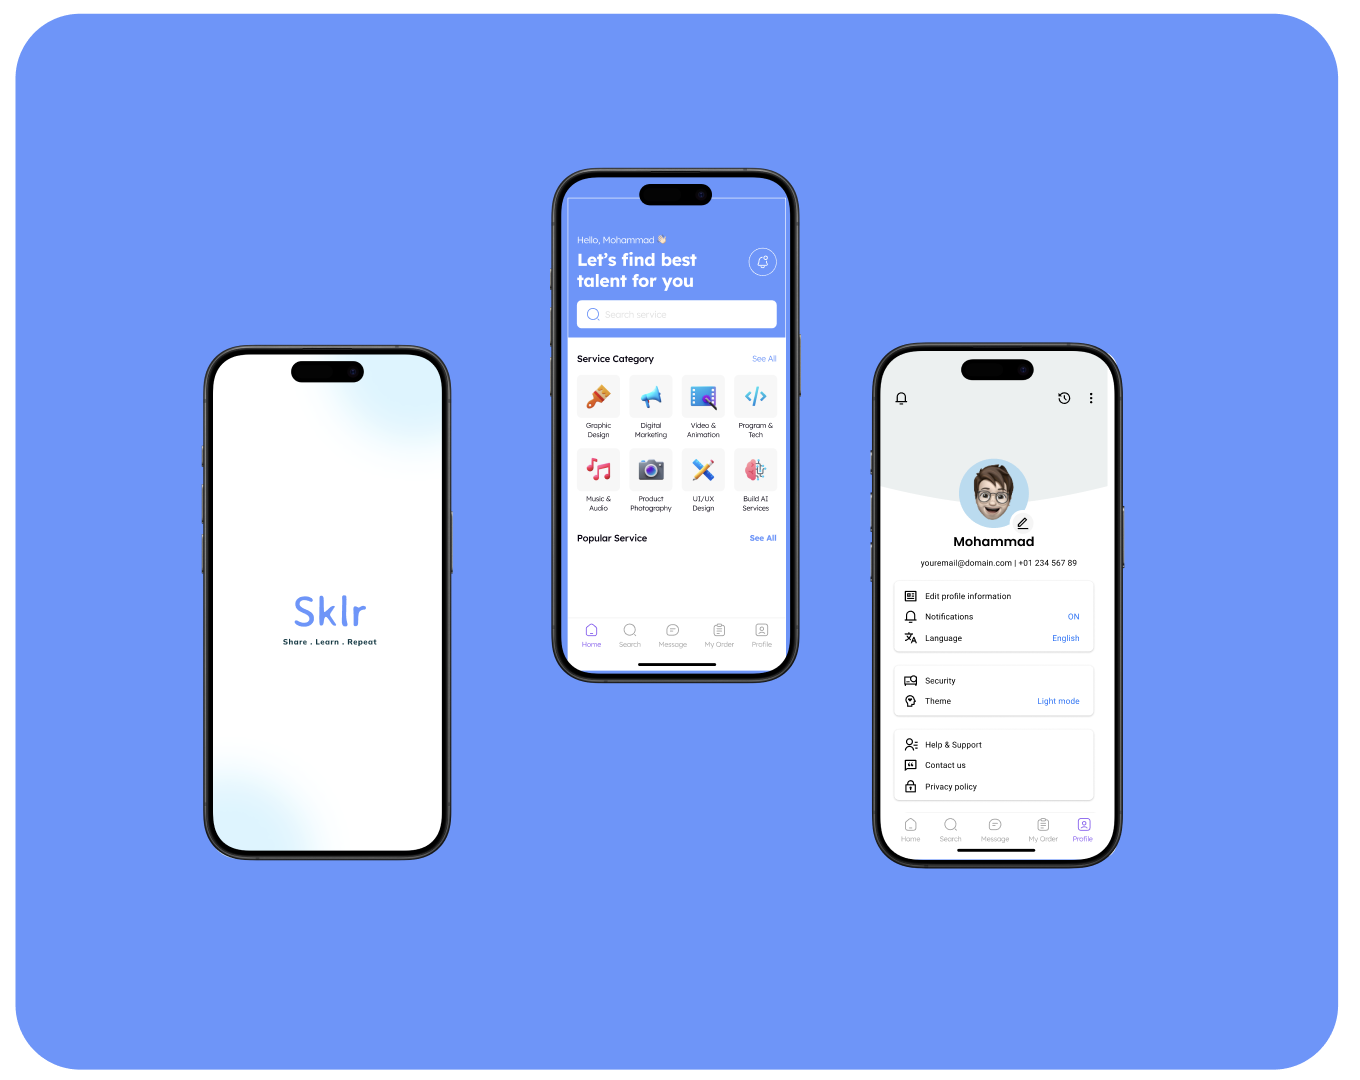 Sklr
Share . Learn . Repeat
Hello, Mohammad 👋🏻
Let's find best
talent for you
Search service
Service Category
See All
Graphic
Design
Digital
Marketing
Video &
Animation
Program &
Tech
Music &
Audio
Product
Photography
UI/UX
Design
Build AI
Services
Popular Service
See All
Home
Search
Message
My Order
Profile
Mohammad
youremail@domain.com | +01 234 567 89
Edit profile information
Notifications
ON
Language
English
Security
Theme
Light mode
Help & Support
Contact us
Privacy policy
Home
Search
Message
My Order
Profile